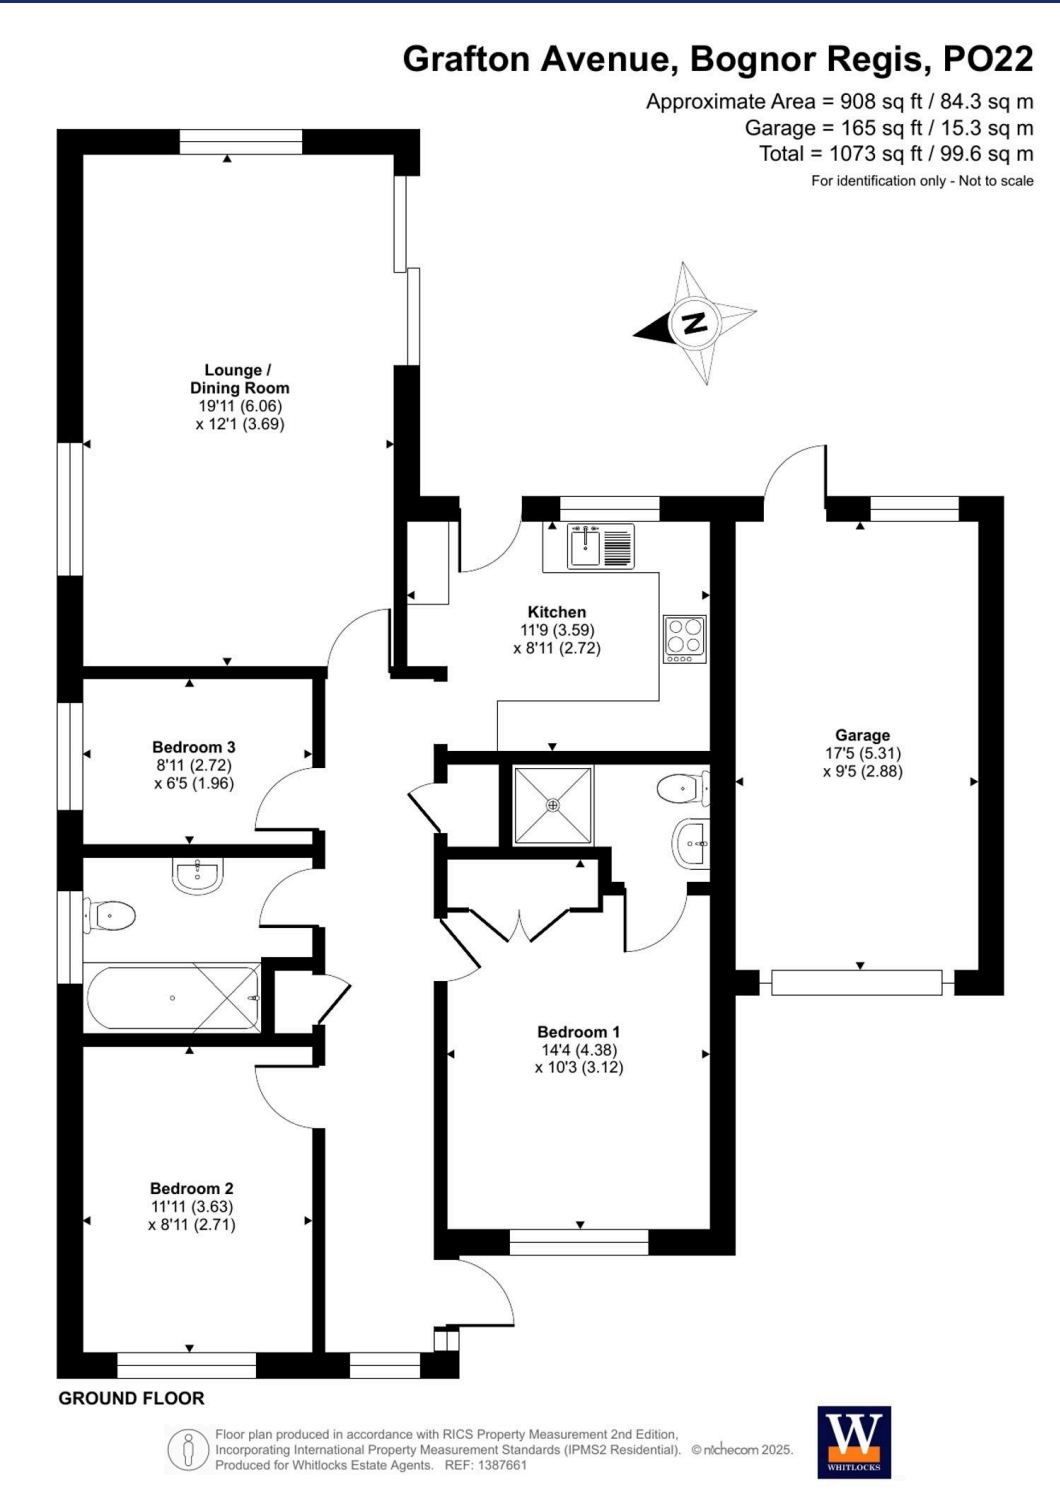 Grafton Avenue, Bognor Regis, PO22
Approximate Area = 908 sq ft / 84.3 sq m
Garage = 165 sq ft / 15.3 sq m
Total = 1073 sq ft / 99.6 sq m
For identification only - Not to scale
N
Lounge /
Dining Room
19'11 (6.06)
x 12'1 (3.69)
Kitchen
11'9 (3.59)
x 8'11 (2.72)
Garage
17'5 (5.31)
x 9'5 (2.88)
Bedroom 3
8'11 (2.72)
x 6'5 (1.96)
Bedroom 1
14'4 (4.38)
x 10'3 (3.12)
Bedroom 2
11'11 (3.63)
x 8'11 (2.71)
GROUND FLOOR
Floor plan produced in accordance with RICS Property Measurement 2nd Edition,
Incorporating International Property Measurement Standards (IPMS2 Residential). © ntchecom 2025.
Produced for Whitlocks Estate Agents. REF: 1387661
W
WHITLOCKS